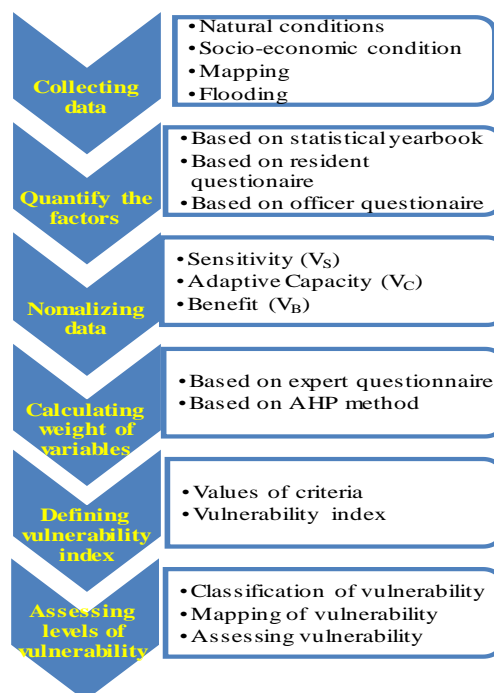 Collecting
data
• Natural conditions
• Socio-economic condition
• Mapping
• Flooding
Quantify the
factors
• Based on statistical yearbook
• Based on resident
questionaire
• Based on officer questionaire
Nomalizing
data
• Sensitivity (VS)
• Adaptive Capacity (VC)
• Benefit (VB)
Calculating
weight of
variables
• Based on expert questionnaire
• Based on AHP method
Defining
vulnerability
index
• Values of criteria
• Vulnerability index
Assessing
levels of
vulnerability
• Classification of vulnerability
• Mapping of vulnerability
• Assessing vulnerability